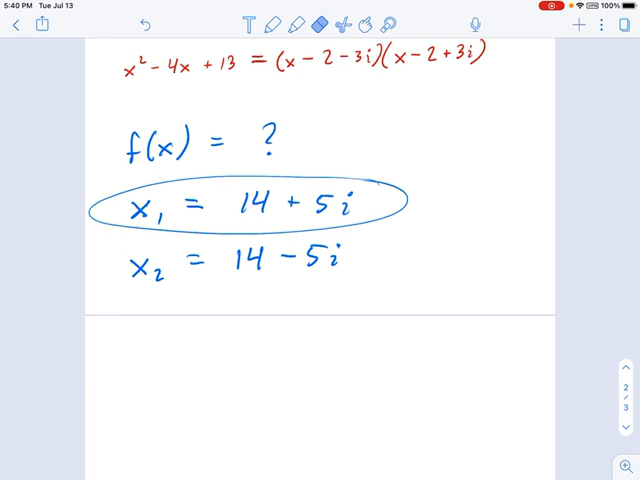 5:40 PM Tue Jul 13 VPN 100%
x² - 4x + 13 = (x - 2 - 3i)(x - 2 + 3i)
f(x) = ?
x₁ = 14 + 5i
x₂ = 14 - 5i
2
/
3